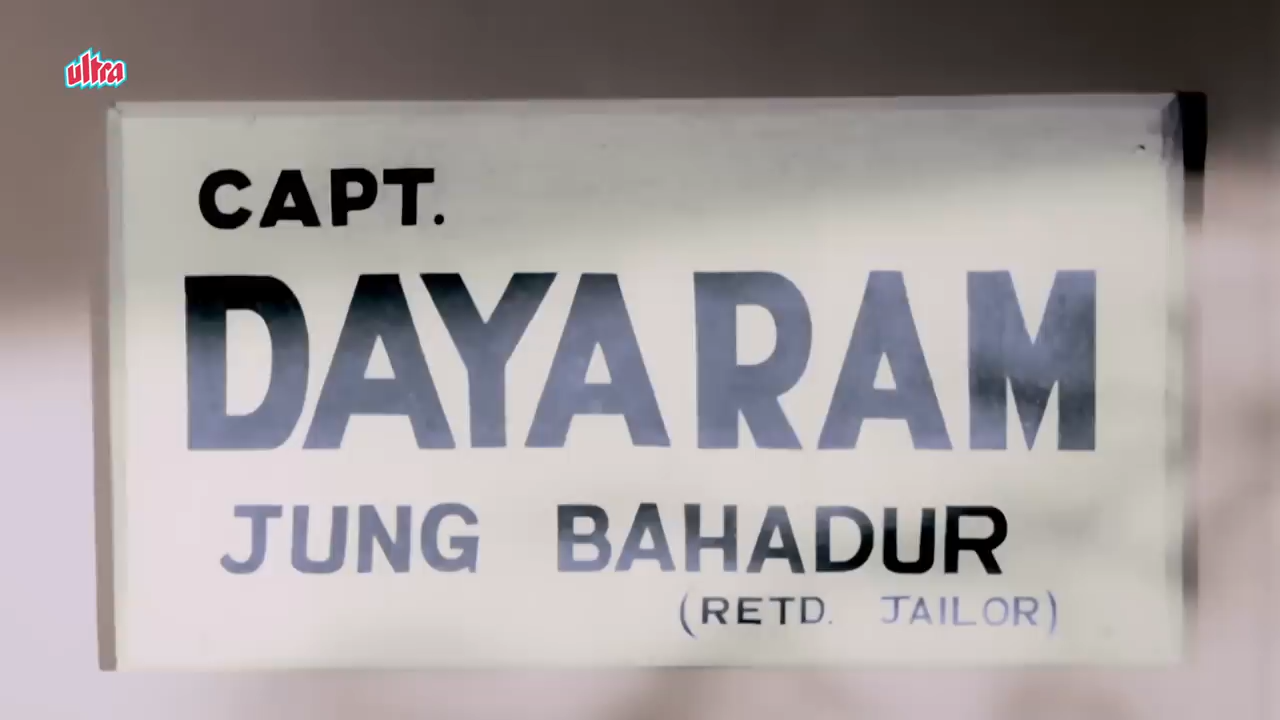 ultra
CAPT.
DAYARAM
JUNG BAHADUR
(RETD. JAILOR)